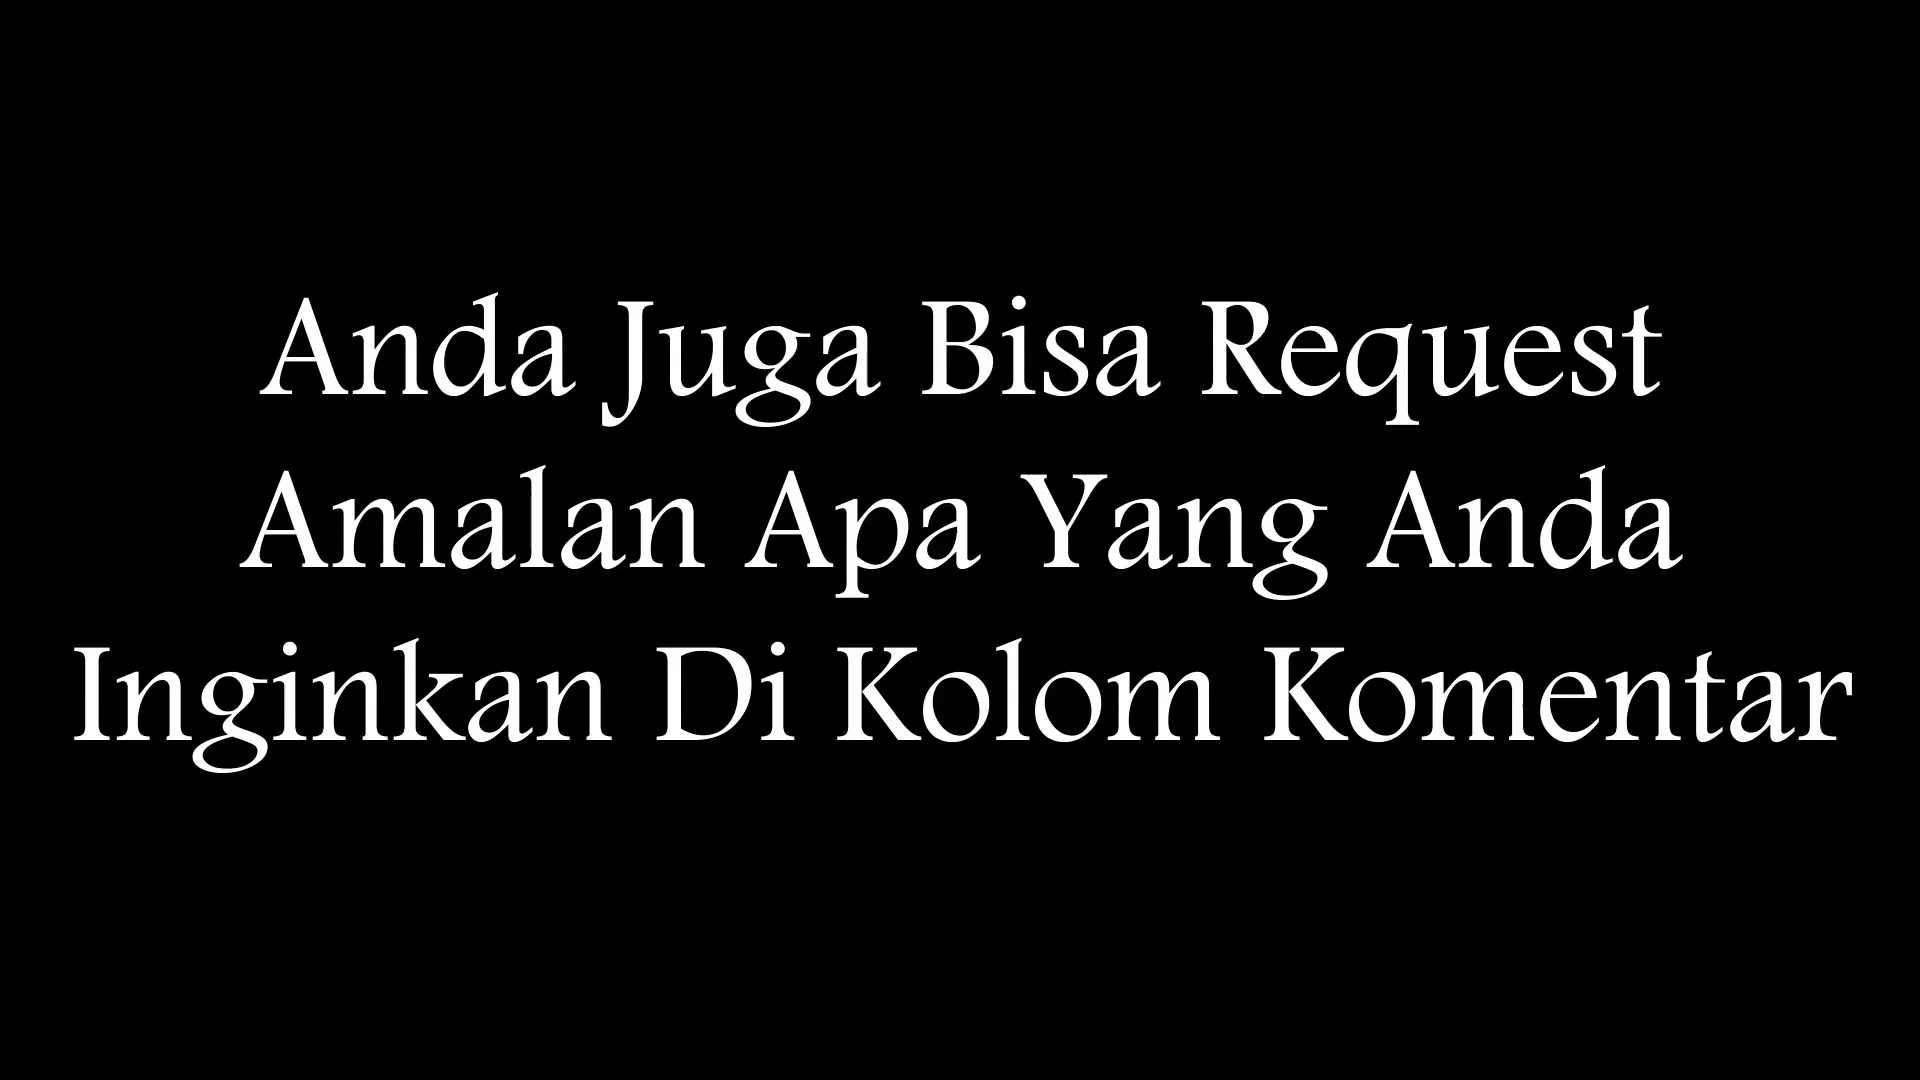 Anda Juga Bisa Request
Amalan Apa Yang Anda
Inginkan Di Kolom Komentar